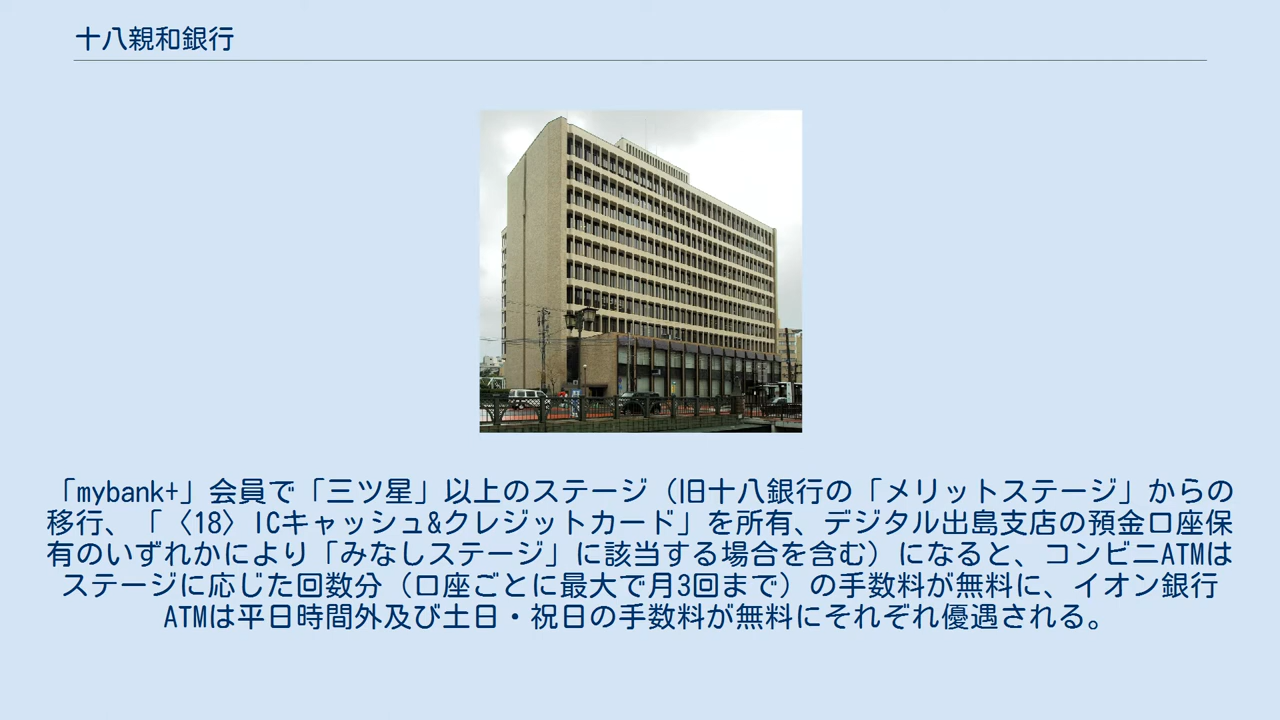 十八親和銀行
「mybank+」会員で「三ツ星」以上のステージ（旧十八銀行の「メリットステージ」からの
移行、「〈18〉ICキャッシュ&クレジットカード」を所有、デジタル出島支店の預金口座保
有のいずれかにより「みなしステージ」に該当する場合を含む）になると、コンビニATMは
ステージに応じた回数分（口座ごとに最大で月3回まで）の手数料が無料に、イオン銀行
ATMは平日時間外及び土日・祝日の手数料が無料にそれぞれ優遇される。